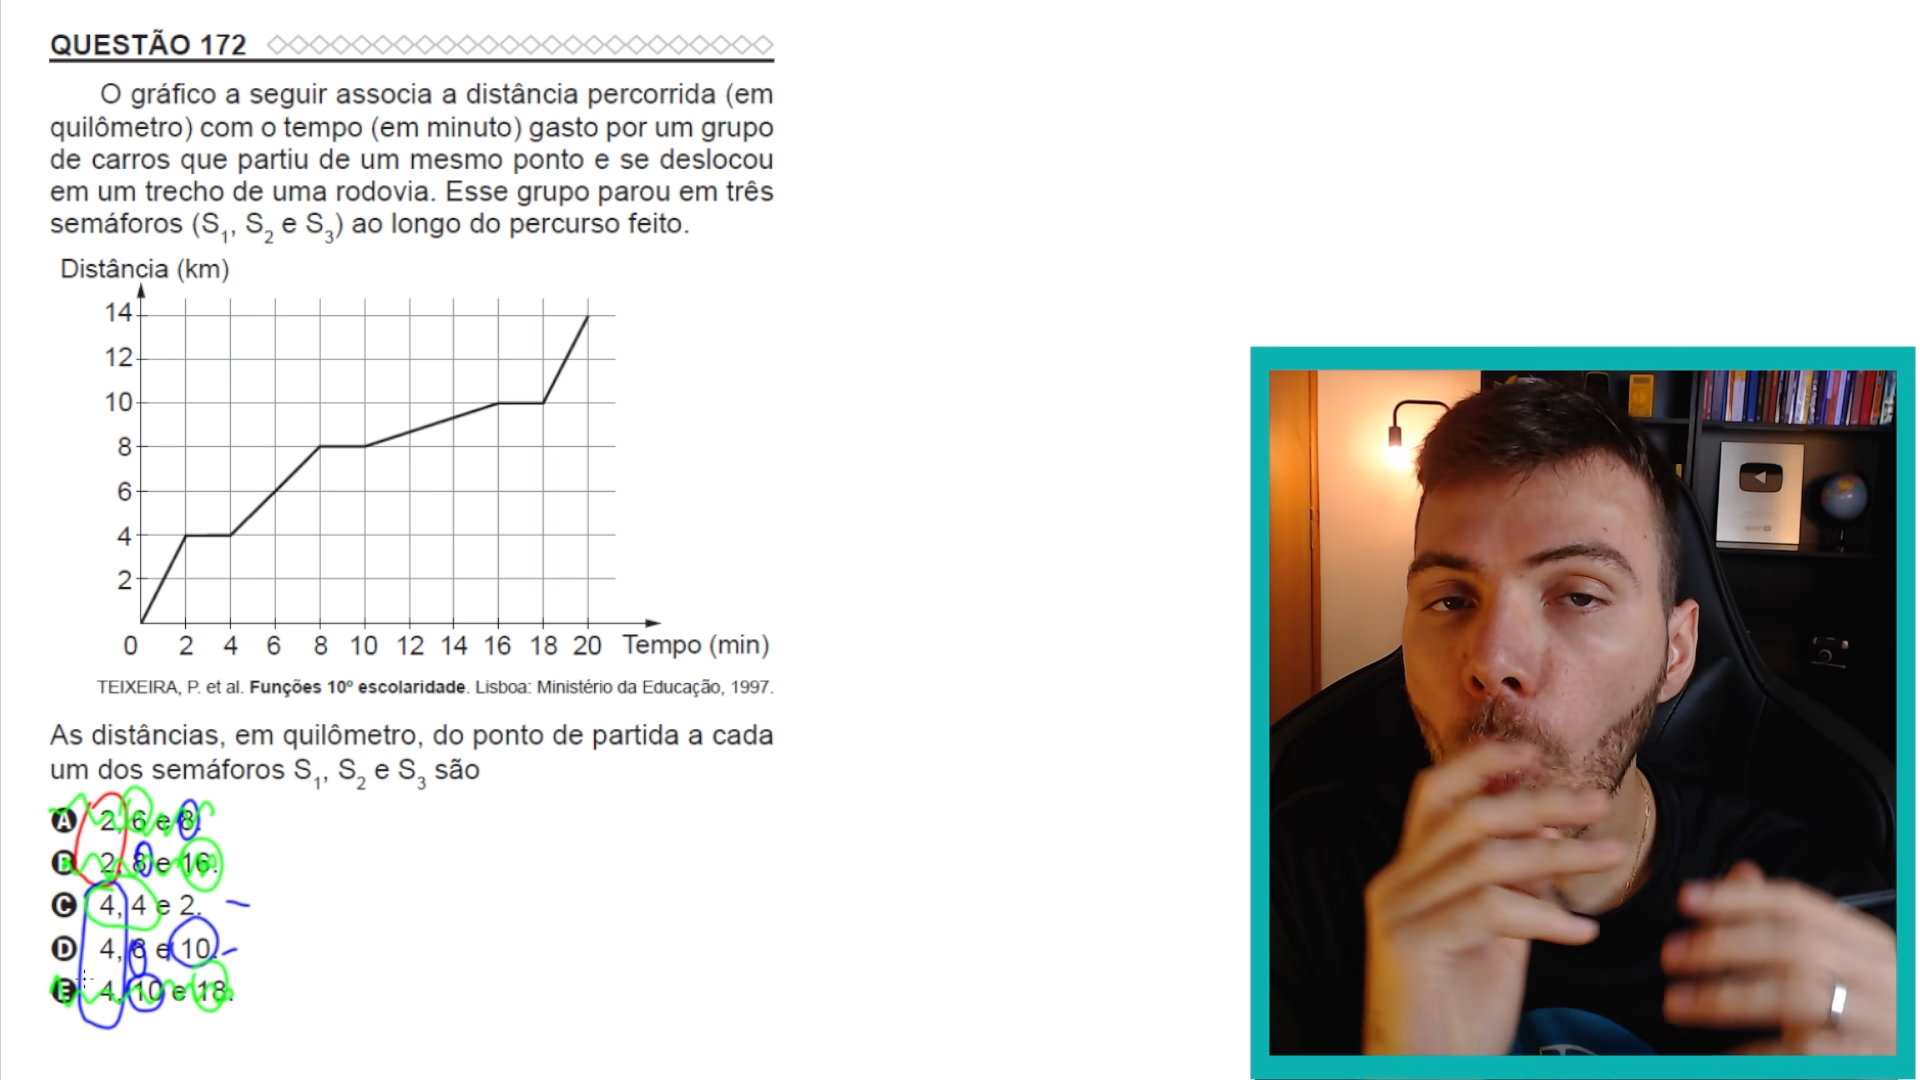 QUESTÃO 172
O gráfico a seguir associa a distância percorrida (em
quilômetro) com o tempo (em minuto) gasto por um grupo
de carros que partiu de um mesmo ponto e se deslocou
em um trecho de uma rodovia. Esse grupo parou em três
semáforos (S₁, S₂ e S₃) ao longo do percurso feito.
Distância (km)
14
12
10
8
6
4
2
0 2 4 6 8 10 12 14 16 18 20 Tempo (min)
TEIXEIRA, P. et al. Funções 10º escolaridade. Lisboa: Ministério da Educação, 1997.
As distâncias, em quilômetro, do ponto de partida a cada
um dos semáforos S₁, S₂ e S₃ são
A 2, 6 e 8.
B 2, 8 e 16.
C 4, 4 e 2.
D 4, 8 e 10.
E 4, 10 e 18.